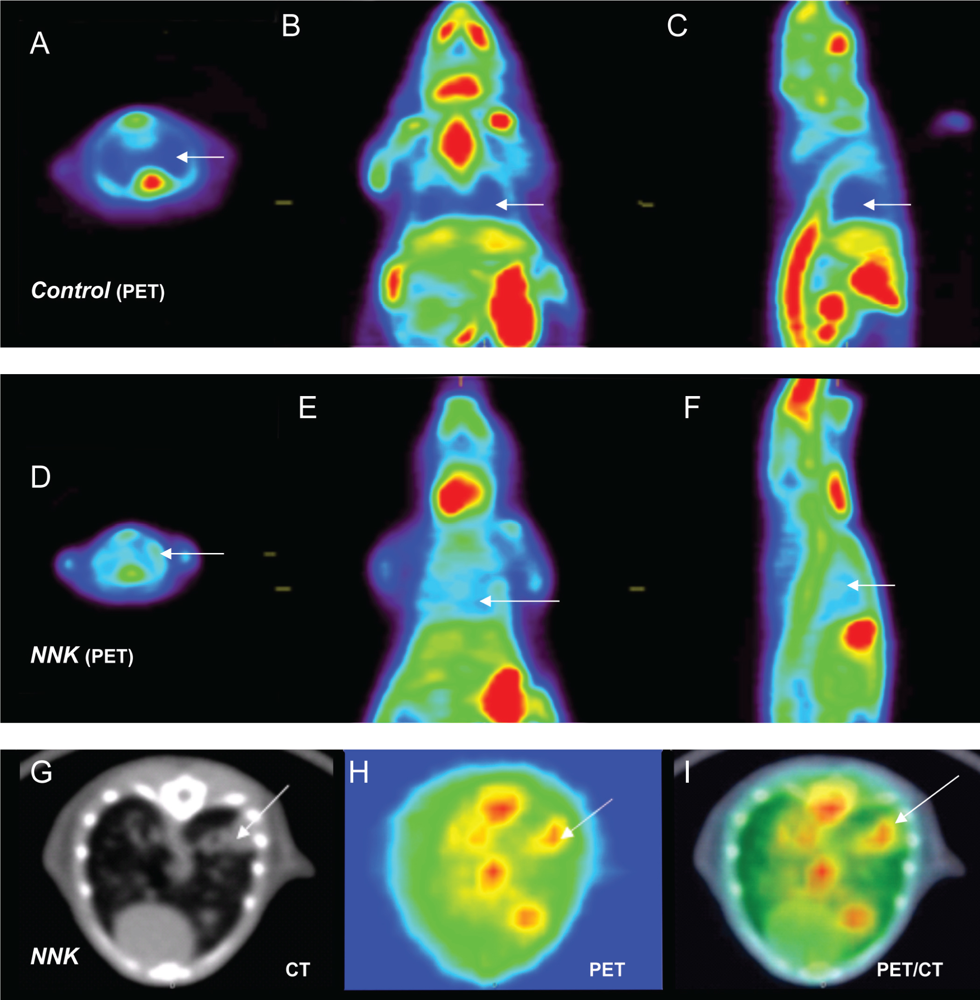 A
B
C
Control (PET)
D
E
F
NNK (PET)
G
H
I
NNK
CT
PET
PET/CT